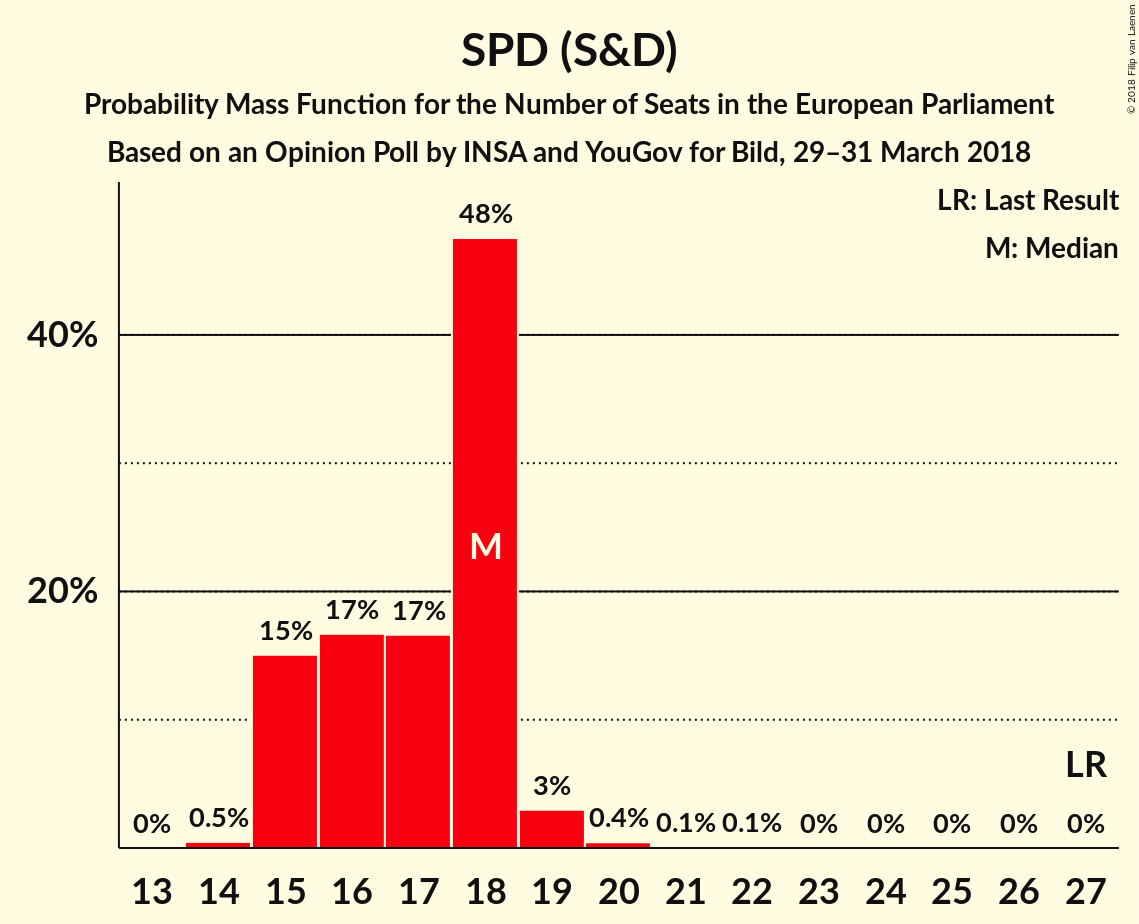 SPD (S&D)
Probability Mass Function for the Number of Seats in the European Parliament
Based on an Opinion Poll by INSA and YouGov for Bild, 29–31 March 2018
© 2018 Filip van Laenen
LR: Last Result
M: Median
40%
20%
0% 0.5% 15% 17% 17% 48% 3% 0.4% 0.1% 0.1% 0% 0% 0% 0% 0%
M
LR
13 14 15 16 17 18 19 20 21 22 23 24 25 26 27